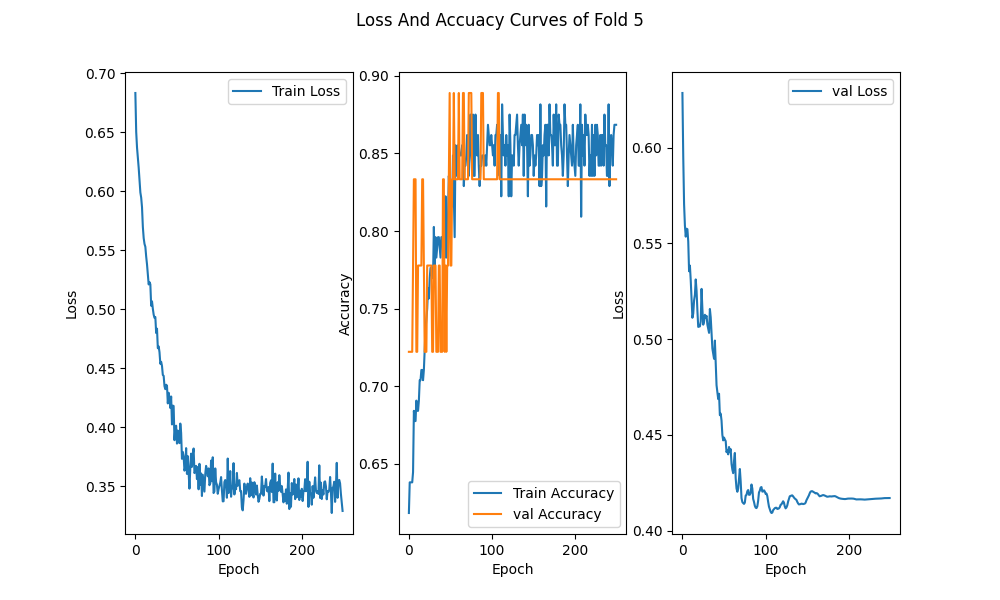 Loss And Accuacy Curves of Fold 5
0.70
0.65
0.60
0.55
0.50
0.45
0.40
0.35
Loss
0
100
200
Epoch
Train Loss
0.90
0.85
0.80
0.75
0.70
0.65
Accuracy
0
100
200
Epoch
Train Accuracy
val Accuracy
0.60
0.55
0.50
0.45
0.40
Loss
0
100
200
Epoch
val Loss